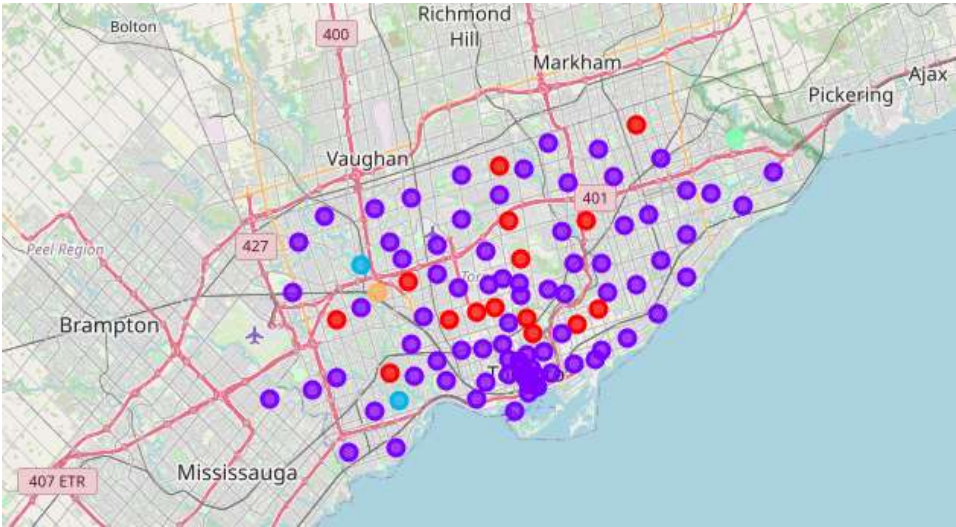 Richmond
Hill
Bolton
400
Markham
Ajax
Pickering
Vaughan
401
427
Peel Region
Brampton
Mississauga
407 ETR